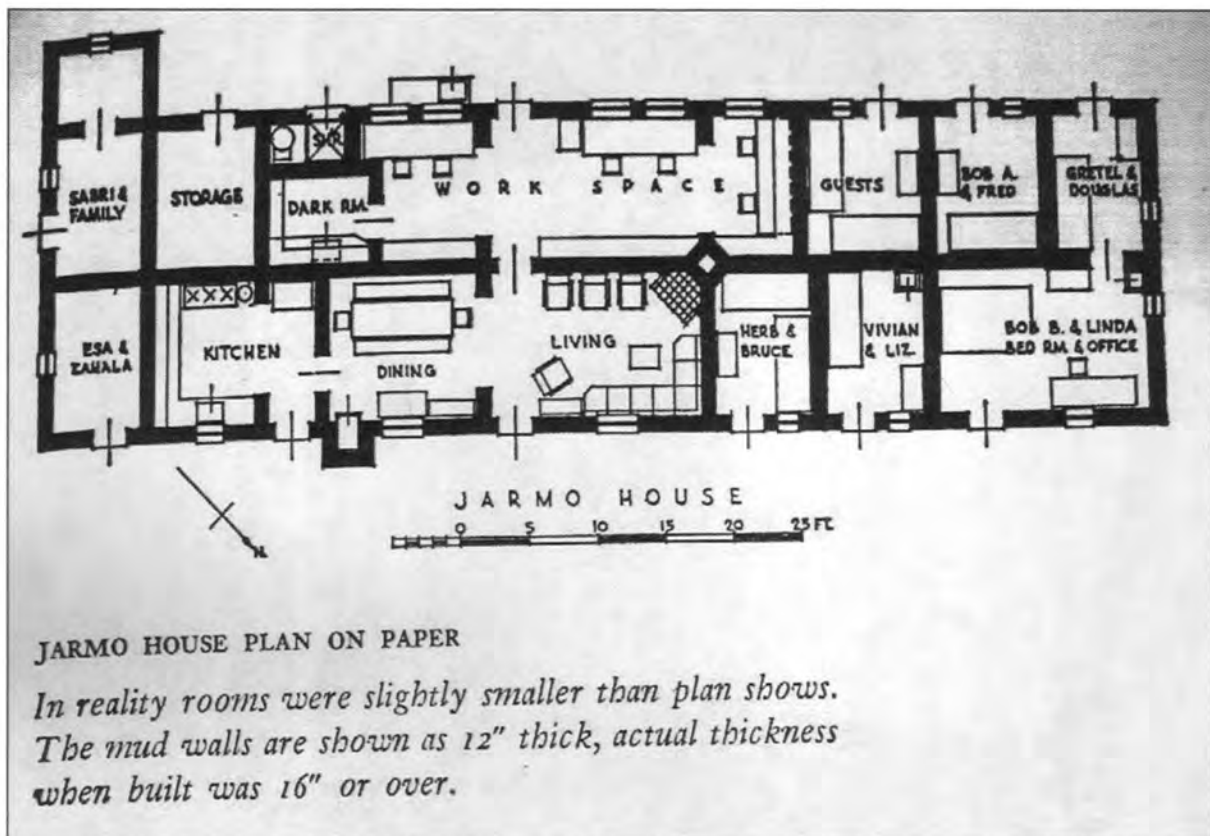 SABRI &
FAMILY
STORAGE
DARK RM.
WORK SPACE
GUESTS
BOB A.
& FRED
GRETEL &
DOUGLAS
ESA &
ZAHALA
KITCHEN
DINING
LIVING
HERB &
BRUCE
VIVIAN
& LIZ
BOB B. & LINDA
BED RM & OFFICE
N.
JARMO HOUSE
0 5 10 15 20 25 FT.
JARMO HOUSE PLAN ON PAPER
In reality rooms were slightly smaller than plan shows.
The mud walls are shown as 12" thick, actual thickness
when built was 16" or over.